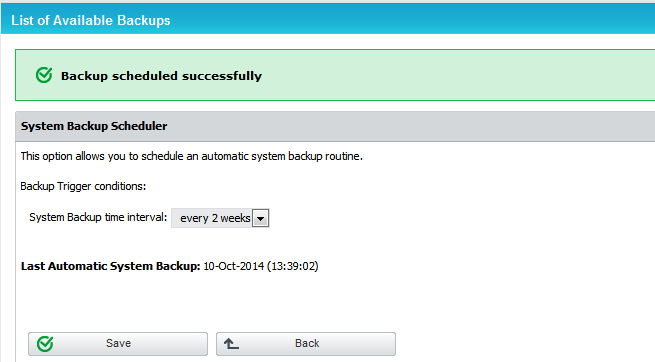 List of Available Backups
Backup scheduled successfully
System Backup Scheduler
This option allows you to schedule an automatic system backup routine.
Backup Trigger conditions:
System Backup time interval: every 2 weeks
Last Automatic System Backup: 10-Oct-2014 (13:39:02)
Save Back